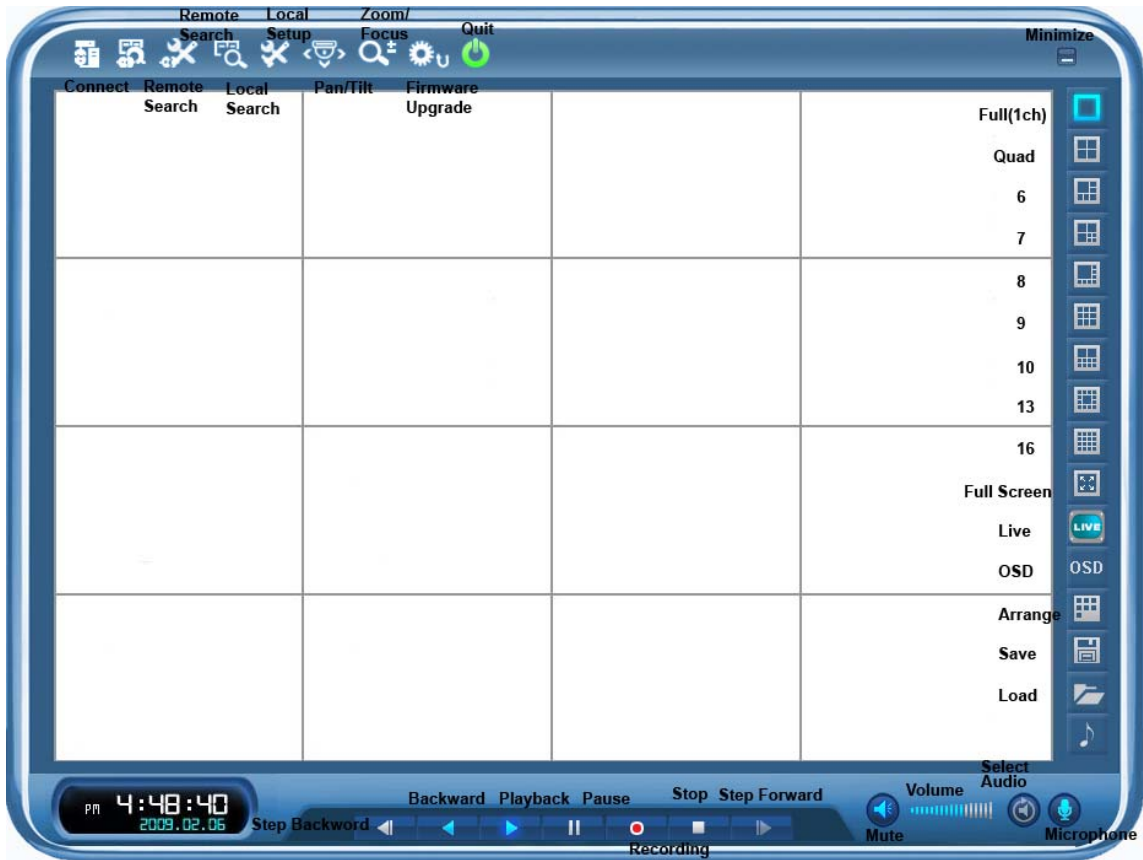 Remote
Search
Local
Setup
Zoom/
Focus
Quit
Minimize
U
Connect
Remote
Search
Local
Search
Pan/Tilt
Firmware
Upgrade
Full(1ch)
Quad
6
7
8
9
10
13
16
Full Screen
Live
LIVE
OSD
OSD
Arrange
Save
Load
Select
Audio
PM 4:48:40
2009.02.06
Step Backword
Backward
Playback
Pause
Recording
Stop
Step Forward
Mute
Volume
Microphone